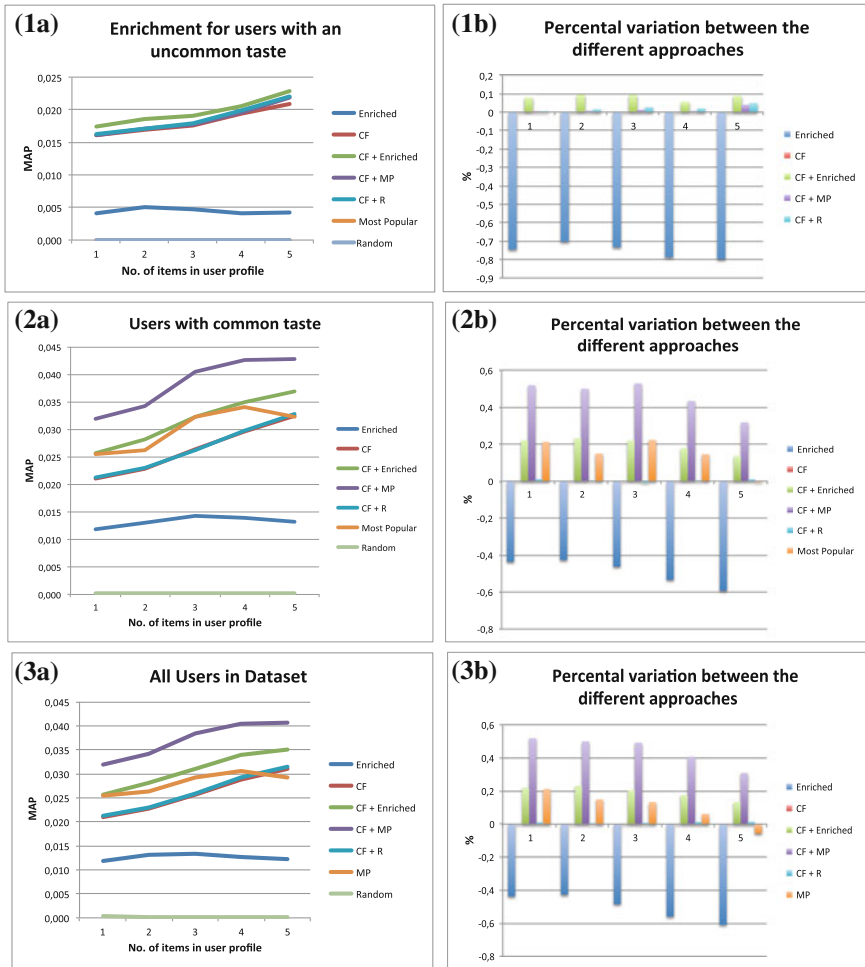 (1a)
Enrichment for users with an
uncommon taste
0,025
0,020
0,015
0,010
0,005
0,000
MAP
1 2 3 4 5
No. of items in user profile
Enriched
CF
CF + Enriched
CF + MP
CF + R
Most Popular
Random
(1b)
Percental variation between the
different approaches
0,2
0,1
0
-0,1
-0,2
-0,3
-0,4
-0,5
-0,6
-0,7
-0,8
-0,9
%
1 2 3 4 5
Enriched
CF
CF + Enriched
CF + MP
CF + R
(2a)
Users with common taste
0,045
0,040
0,035
0,030
0,025
0,020
0,015
0,010
0,005
0,000
MAP
1 2 3 4 5
No. of items in user profile
Enriched
CF
CF + Enriched
CF + MP
CF + R
Most Popular
Random
(2b)
Percental variation between the
different approaches
0,6
0,4
0,2
0
-0,2
-0,4
-0,6
-0,8
%
1 2 3 4 5
Enriched
CF
CF + Enriched
CF + MP
CF + R
Most Popular
(3a)
All Users in Dataset
0,045
0,040
0,035
0,030
0,025
0,020
0,015
0,010
0,005
0,000
MAP
1 2 3 4 5
No. of items in user profile
Enriched
CF
CF + Enriched
CF + MP
CF + R
MP
Random
(3b)
Percental variation between the
different approaches
0,6
0,4
0,2
0
-0,2
-0,4
-0,6
-0,8
%
1 2 3 4 5
Enriched
CF
CF + Enriched
CF + MP
CF + R
MP